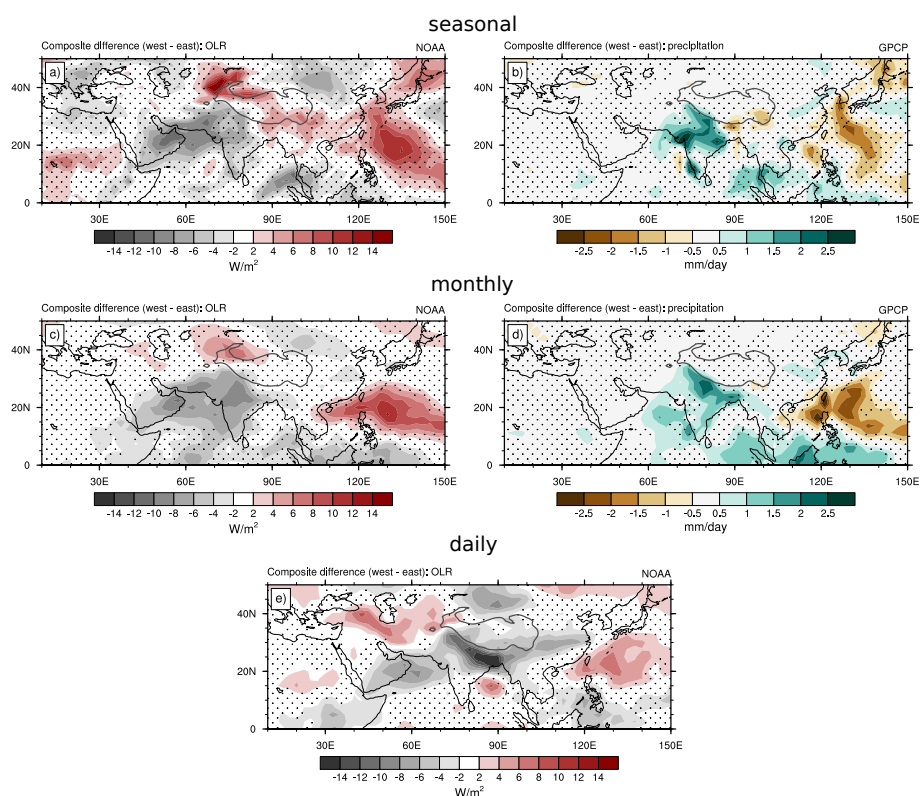 seasonal
Composite difference (west - east): OLR NOAA
a)
40N
20N
0
30E 60E 90E 120E 150E
-14 -12 -10 -8 -6 -4 -2 2 4 6 8 10 12 14
W/m²
Composite difference (west - east): precipitation GPCP
b)
40N
20N
0
30E 60E 90E 120E 150E
-2.5 -2 -1.5 -1 -0.5 0.5 1 1.5 2 2.5
mm/day
monthly
Composite difference (west - east): OLR NOAA
c)
40N
20N
0
30E 60E 90E 120E 150E
-14 -12 -10 -8 -6 -4 -2 2 4 6 8 10 12 14
W/m²
Composite difference (west - east): precipitation GPCP
d)
40N
20N
0
30E 60E 90E 120E 150E
-2.5 -2 -1.5 -1 -0.5 0.5 1 1.5 2 2.5
mm/day
daily
Composite difference (west - east): OLR NOAA
e)
40N
20N
0
30E 60E 90E 120E 150E
-14 -12 -10 -8 -6 -4 -2 2 4 6 8 10 12 14
W/m²